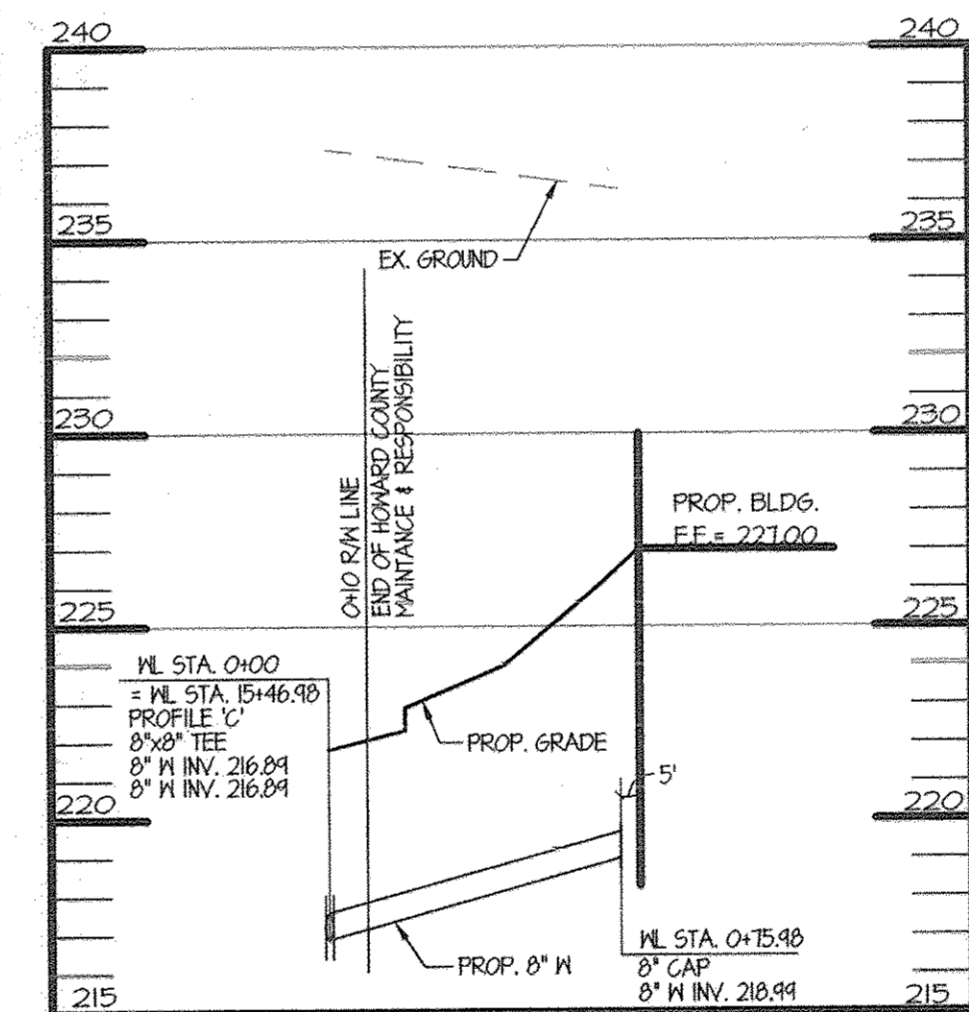 240
240
235
235
EX. GROUND
0+10 R/W LINE
END OF HOWARD COUNTY
MAINTANCE & RESPONSIBILITY
230
230
PROP. BLDG.
F.F.= 227.00
225
225
WL STA. 0+00
= WL STA. 15+46.98
PROFILE 'C'
8"x8" TEE
8" W INV. 216.89
8" W INV. 216.89
PROP. GRADE
5'
220
220
PROP. 8" W
WL STA. 0+75.98
8" CAP
8" W INV. 218.99
215
215